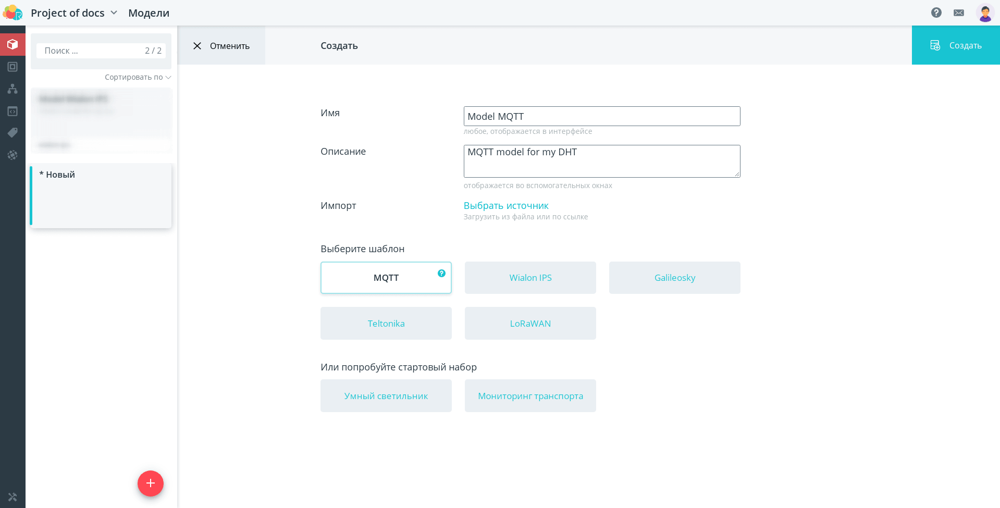 Project of docs
Модели
Поиск ...
2 / 2
Сортировать по
* Новый
Отменить
Создать
Создать
Имя
Model MQTT
любое, отображается в интерфейсе
Описание
MQTT model for my DHT
отображается во вспомогательных окнах
Импорт
Выбрать источник
Загрузить из файла или по ссылке
Выберите шаблон
MQTT
Wialon IPS
Galileosky
Teltonika
LoRaWAN
Или попробуйте стартовый набор
Умный светильник
Мониторинг транспорта